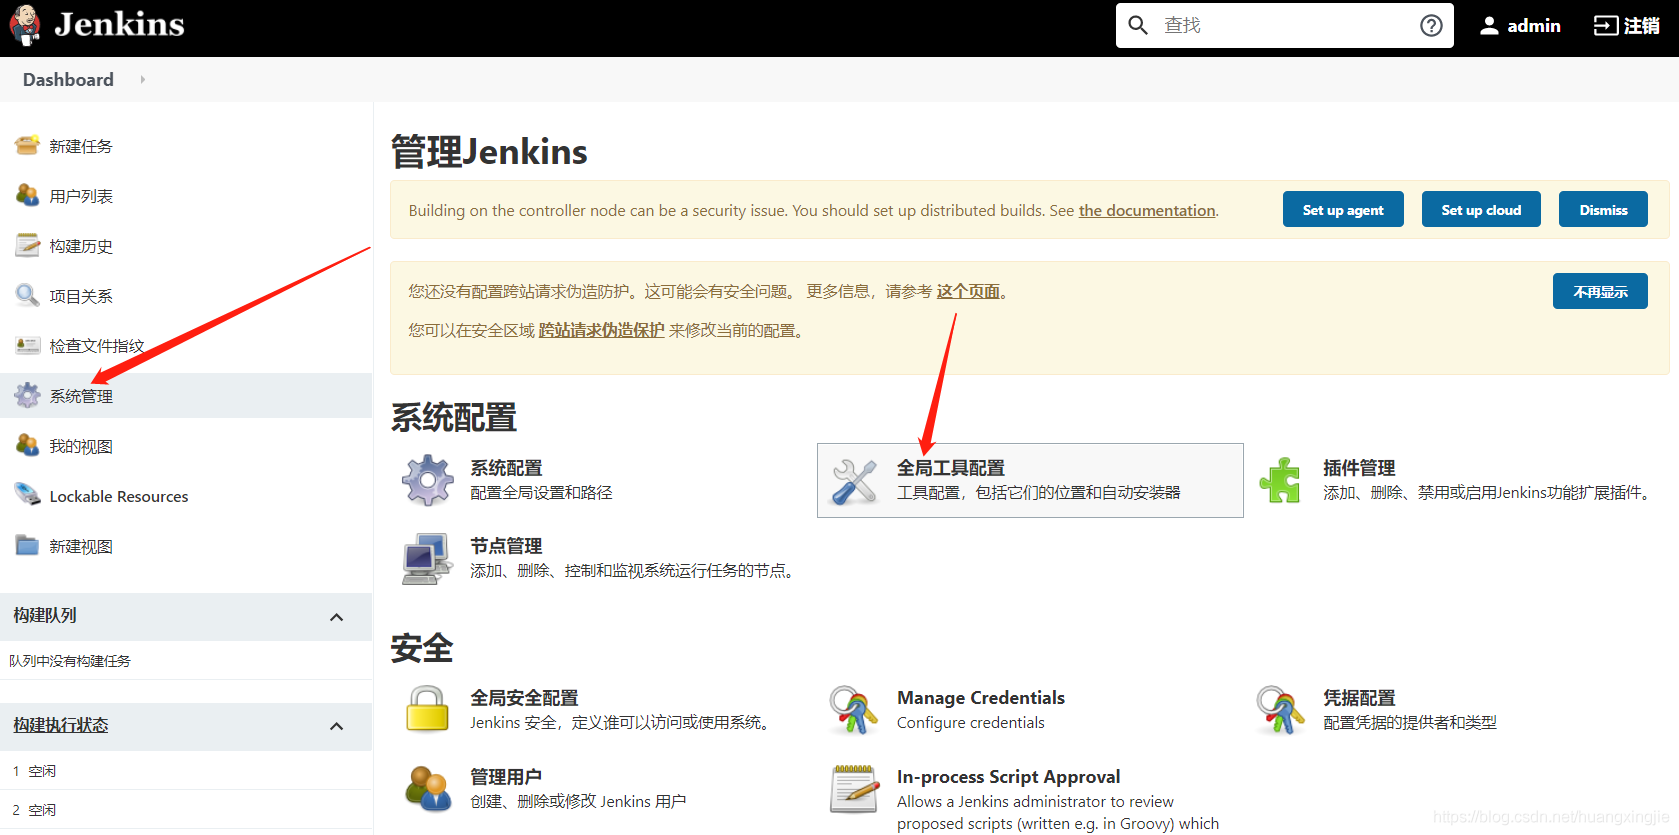 Jenkins
查找
admin
注销
Dashboard
新建任务
用户列表
构建历史
项目关系
检查文件指纹
系统管理
我的视图
Lockable Resources
新建视图
构建队列
队列中没有构建任务
构建执行状态
1 空闲
2 空闲
管理Jenkins
Building on the controller node can be a security issue. You should set up distributed builds. See the documentation.
Set up agent
Set up cloud
Dismiss
您还没有配置跨站请求伪造防护。这可能会有安全问题。 更多信息，请参考 这个页面。
不再显示
您可以在安全区域 跨站请求伪造保护 来修改当前的配置。
系统配置
系统配置
配置全局设置和路径
全局工具配置
工具配置，包括它们的位置和自动安装器
插件管理
添加、删除、禁用或启用Jenkins功能扩展插件。
节点管理
添加、删除、控制和监视系统运行任务的节点。
安全
全局安全配置
Jenkins 安全，定义谁可以访问或使用系统。
Manage Credentials
Configure credentials
凭据配置
配置凭据的提供者和类型
管理用户
创建、删除或修改 Jenkins 用户
In-process Script Approval
Allows a Jenkins administrator to review
proposed scripts (written e.g. in Groovy) which
https://blog.csdn.net/huangxingjie